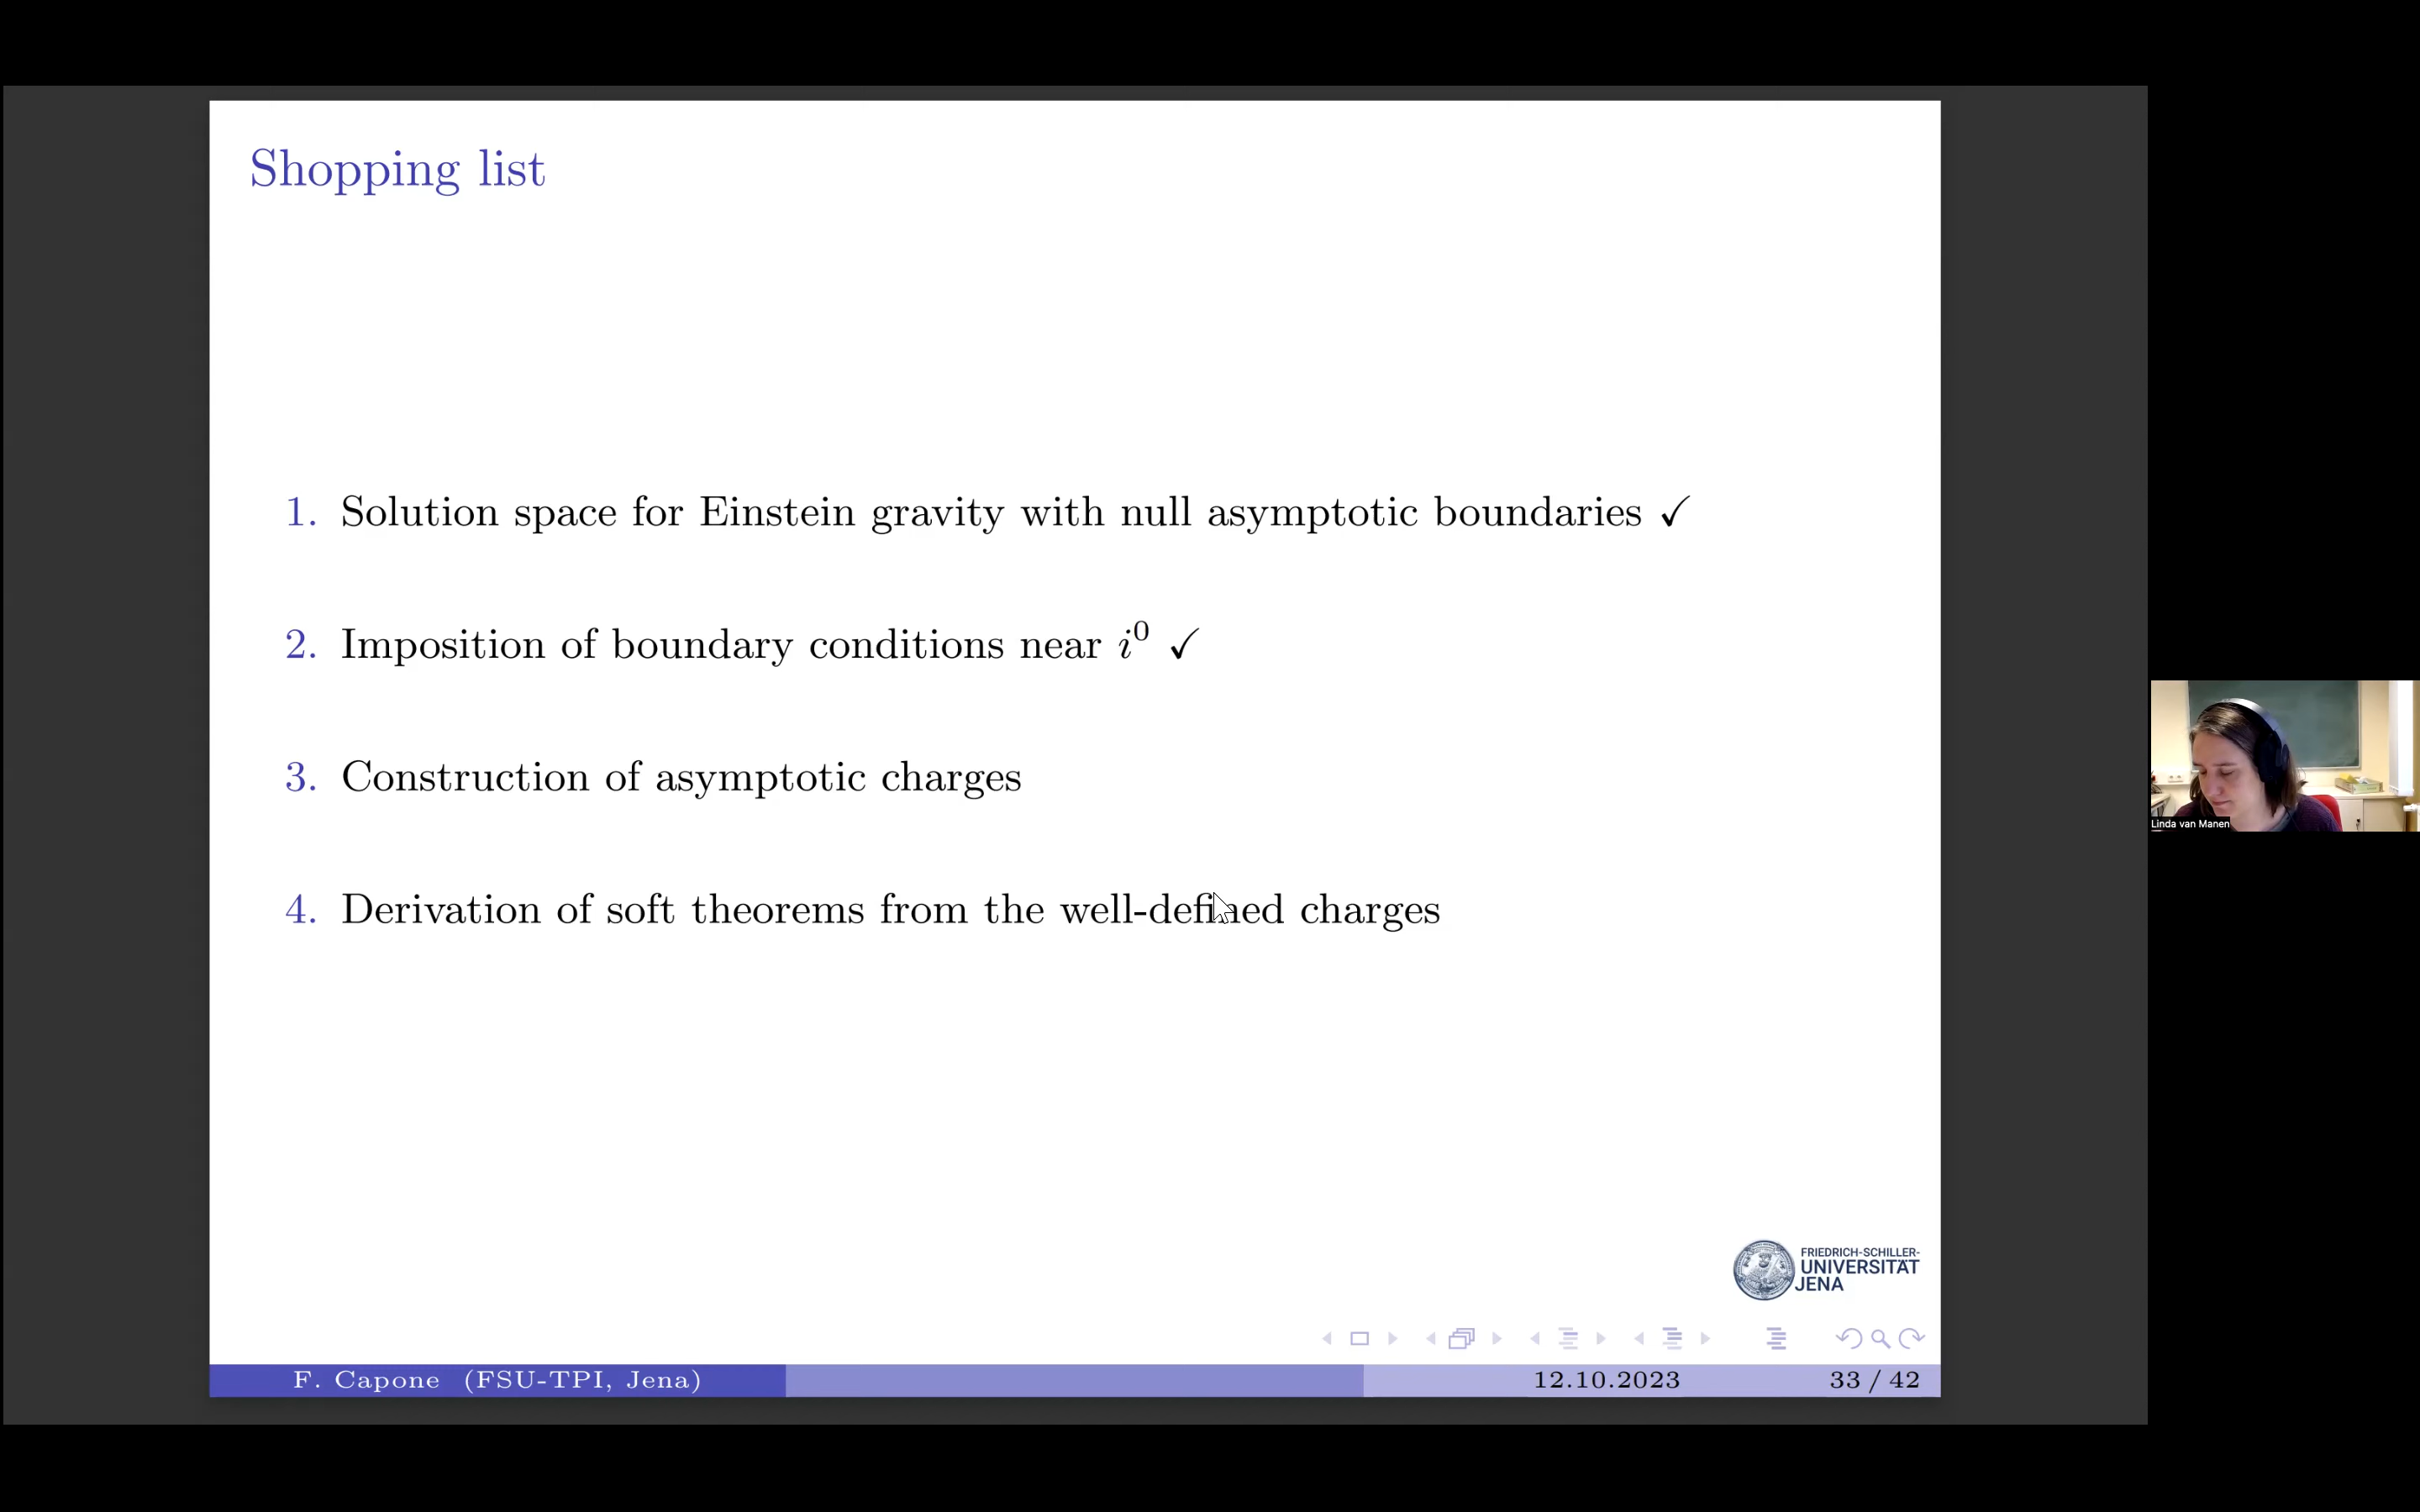 Shopping list
1. Solution space for Einstein gravity with null asymptotic boundaries ✓
2. Imposition of boundary conditions near i⁰ ✓
3. Construction of asymptotic charges
4. Derivation of soft theorems from the well-defined charges
Linda van Manen
FRIEDRICH-SCHILLER-
UNIVERSITÄT
JENA
F. Capone (FSU-TPI, Jena) 12.10.2023 33 / 42